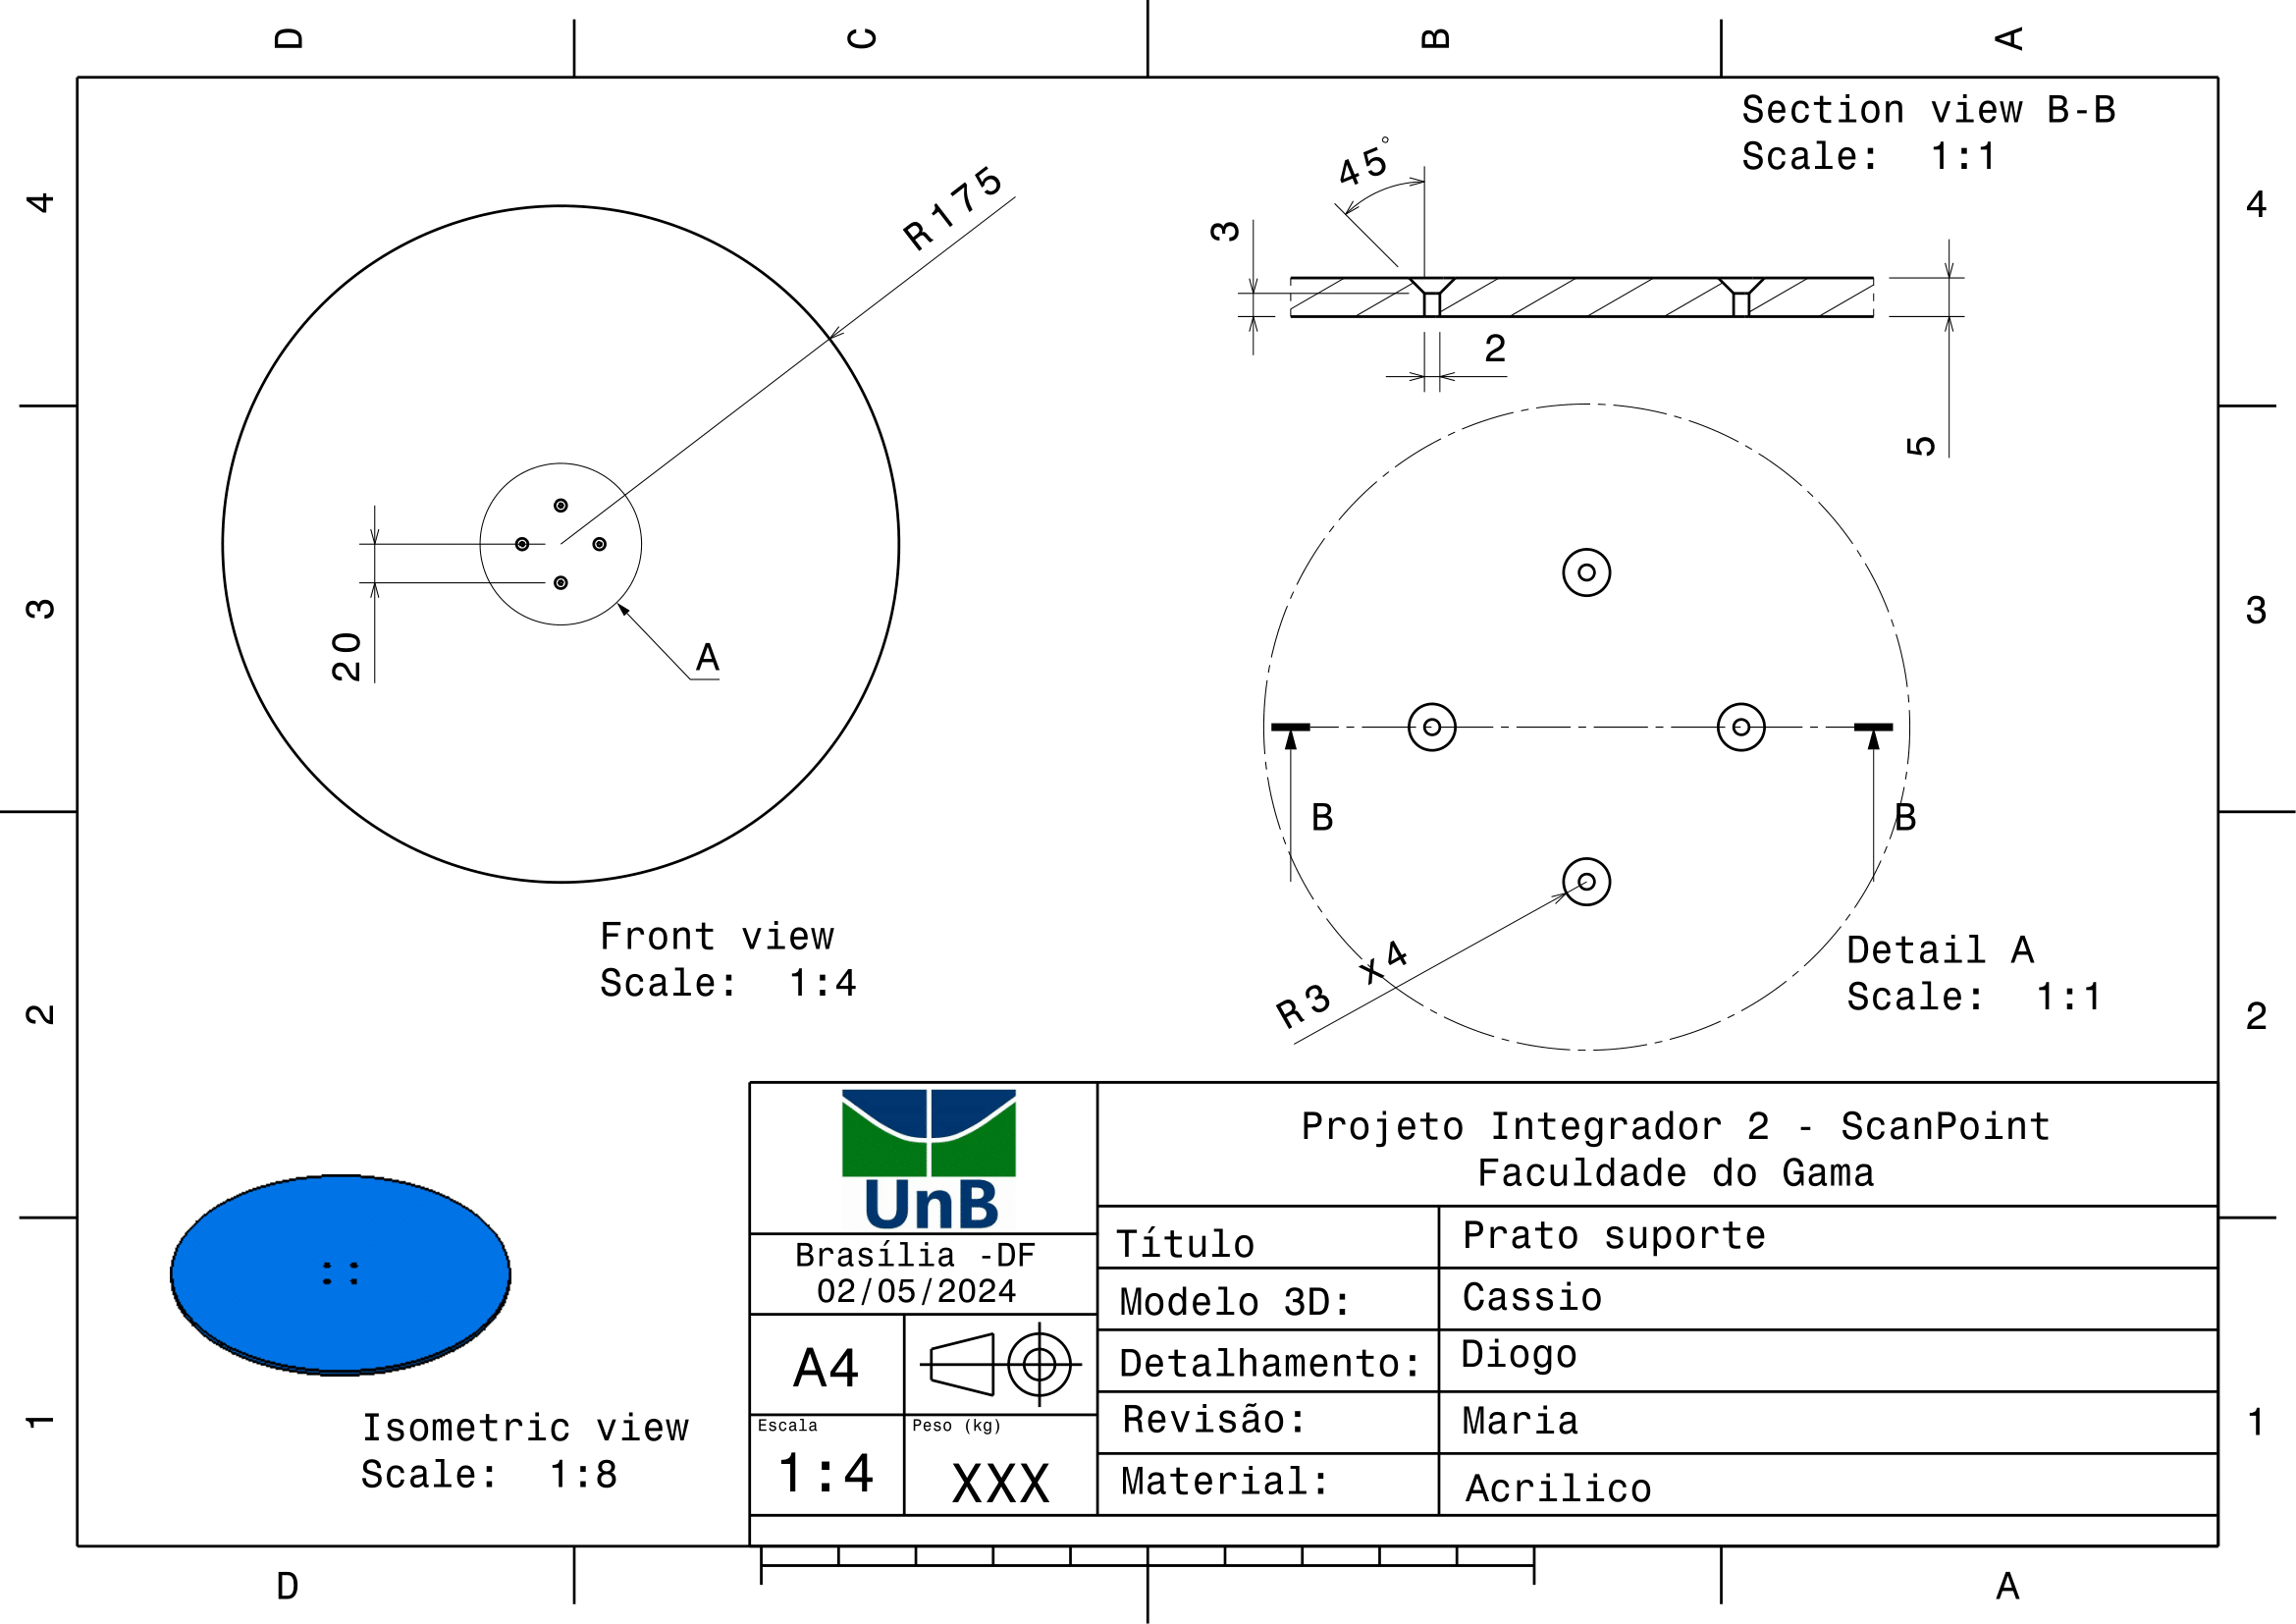 D
C
B
A
4
3
2
1
4
3
2
1
D
A
R175
20
A
Front view
Scale: 1:4
Section view B-B
Scale: 1:1
45°
3
2
5
B
B
R3 x4
Detail A
Scale: 1:1
Isometric view
Scale: 1:8
UnB
Brasília -DF
02/05/2024
A4
Escala
1:4
Peso (kg)
XXX
Projeto Integrador 2 - ScanPoint
Faculdade do Gama
Título
Prato suporte
Modelo 3D:
Cassio
Detalhamento:
Diogo
Revisão:
Maria
Material:
Acrilico